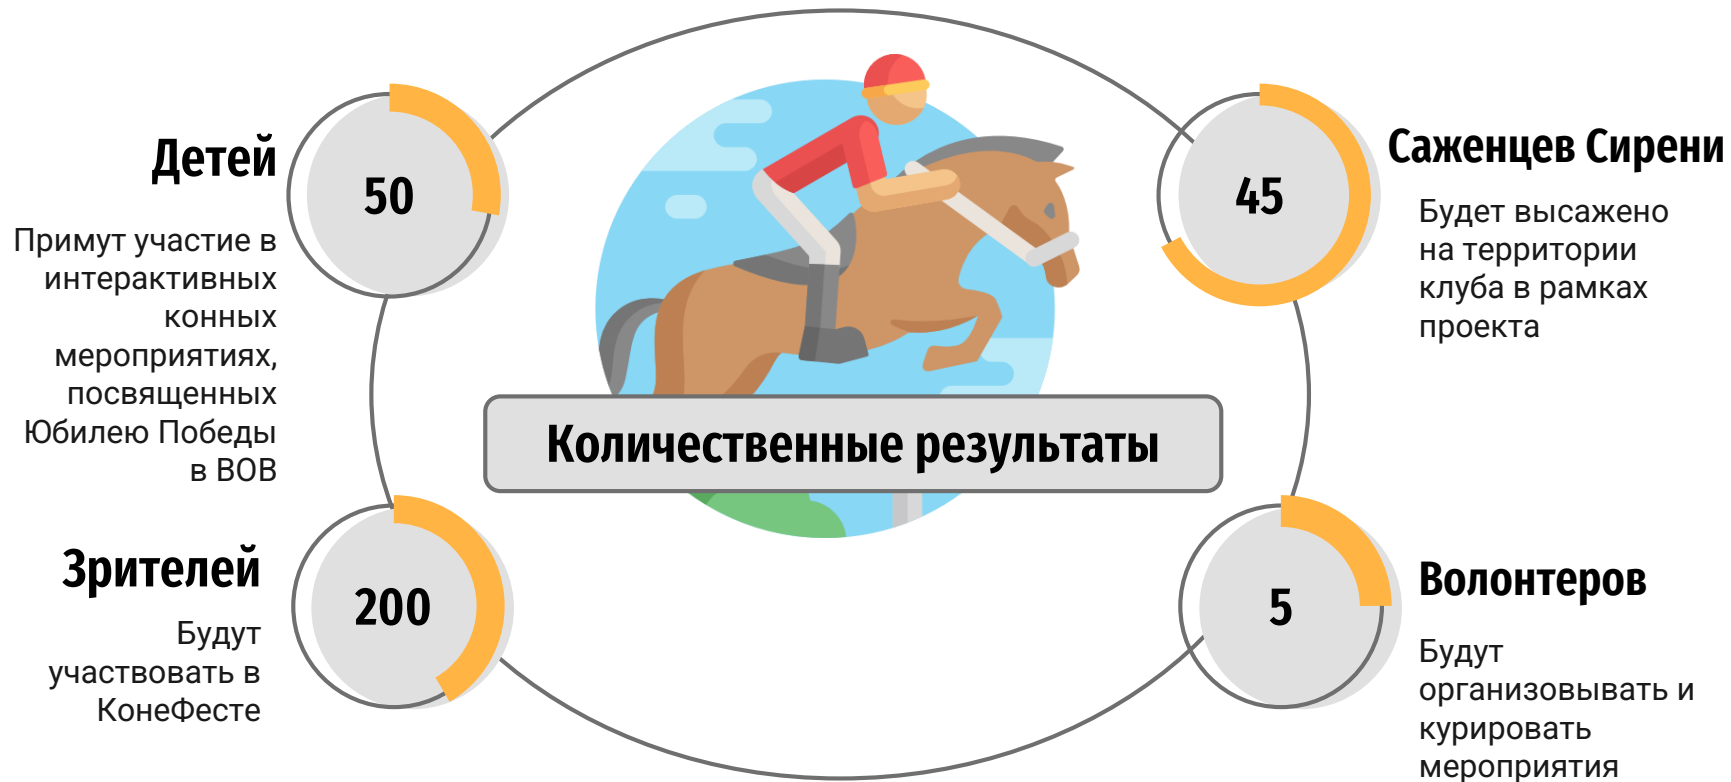 Детей
50
Примут участие в
интерактивных
конных
мероприятиях,
посвященных
Юбилею Победы
в ВОВ
Саженцев Сирени
45
Будет высажено
на территории
клуба в рамках
проекта
Количественные результаты
Зрителей
200
Будут
участвовать в
КонеФесте
Волонтеров
5
Будут
организовывать и
курировать
мероприятия